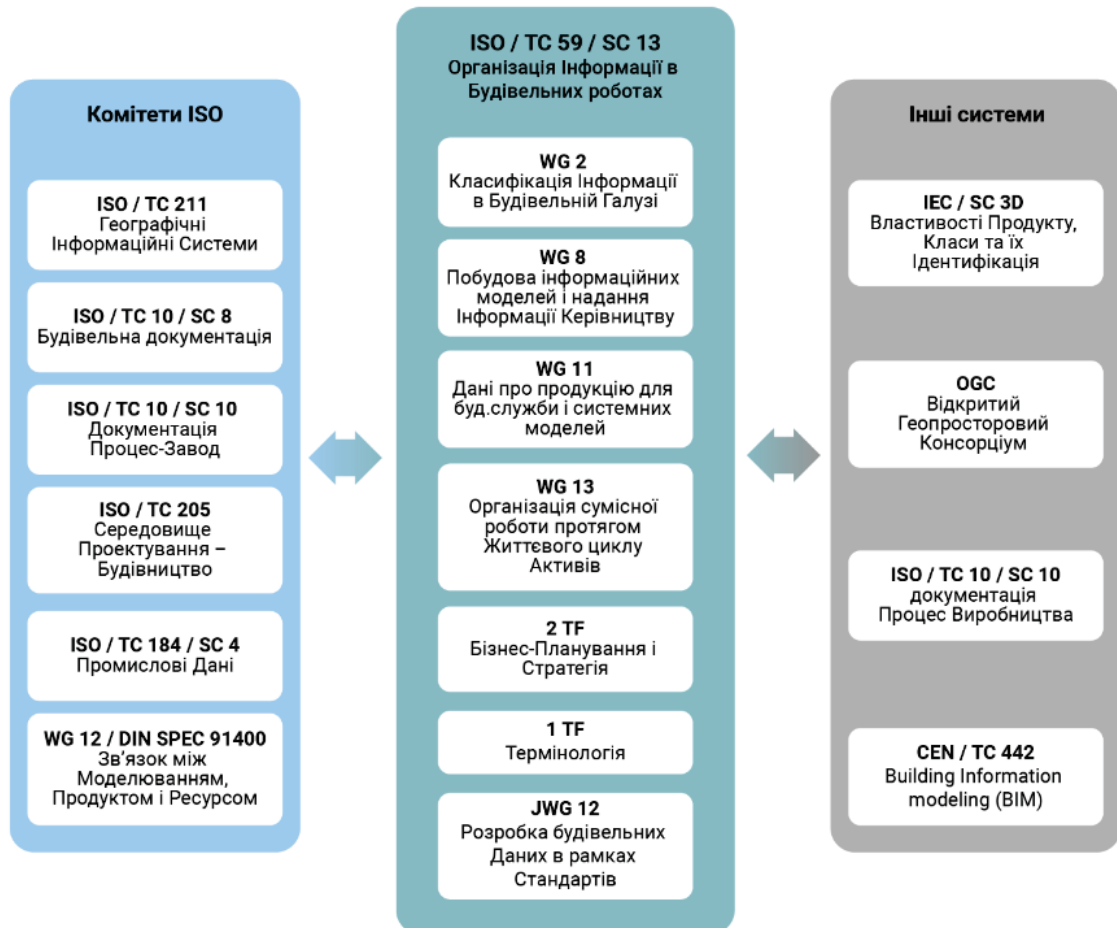 Комітети ISO
ISO / TC 211
Географічні
Інформаційні Системи
ISO / TC 10 / SC 8
Будівельна документація
ISO / TC 10 / SC 10
Документація
Процес-Завод
ISO / TC 205
Середовище
Проектування –
Будівництво
ISO / TC 184 / SC 4
Промислові Дані
WG 12 / DIN SPEC 91400
Зв’язок між
Моделюванням,
Продуктом і Ресурсом
ISO / TC 59 / SC 13
Організація Інформації в
Будівельних роботах
WG 2
Класифікація Інформації
в Будівельній Галузі
WG 8
Побудова інформаційних
моделей і надання
Інформації Керівництву
WG 11
Дані про продукцію для
буд.служби і системних
моделей
WG 13
Організація сумісної
роботи протягом
Життєвого циклу
Активів
2 TF
Бізнес-Планування і
Стратегія
1 TF
Термінологія
JWG 12
Розробка будівельних
Даних в рамках
Стандартів
Інші системи
IEC / SC 3D
Властивості Продукту,
Класи та їх
Ідентифікація
OGC
Відкритий
Геопросторовий
Консорціум
ISO / TC 10 / SC 10
документація
Процес Виробництва
CEN / TC 442
Building Information
modeling (BIM)